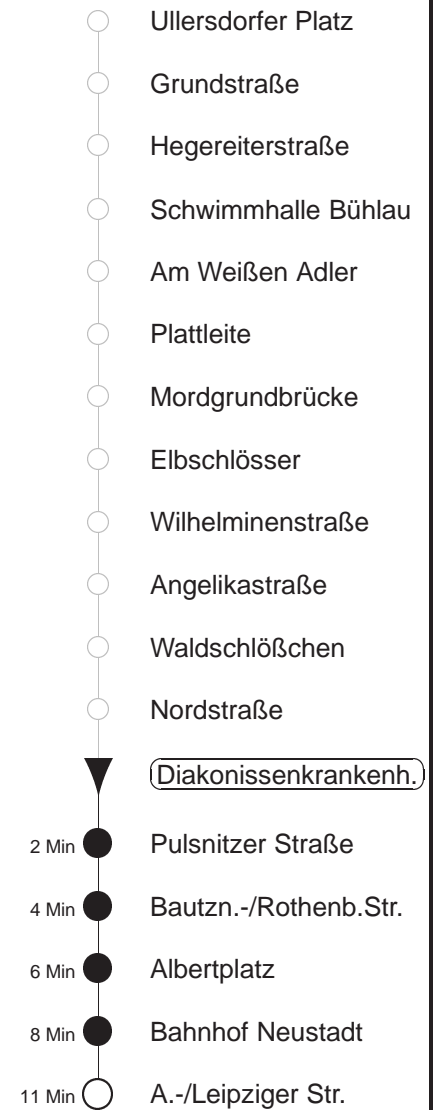 Ullersdorfer Platz
Grundstraße
Hegereiterstraße
Schwimmhalle Bühlau
Am Weißen Adler
Plattleite
Mordgrundbrücke
Elbschlösser
Wilhelminenstraße
Angelikastraße
Waldschlößchen
Nordstraße
Diakonissenkrankenh.
2 Min Pulsnitzer Straße
4 Min Bautzn.-/Rothenb.Str.
6 Min Albertplatz
8 Min Bahnhof Neustadt
11 Min A.-/Leipziger Str.